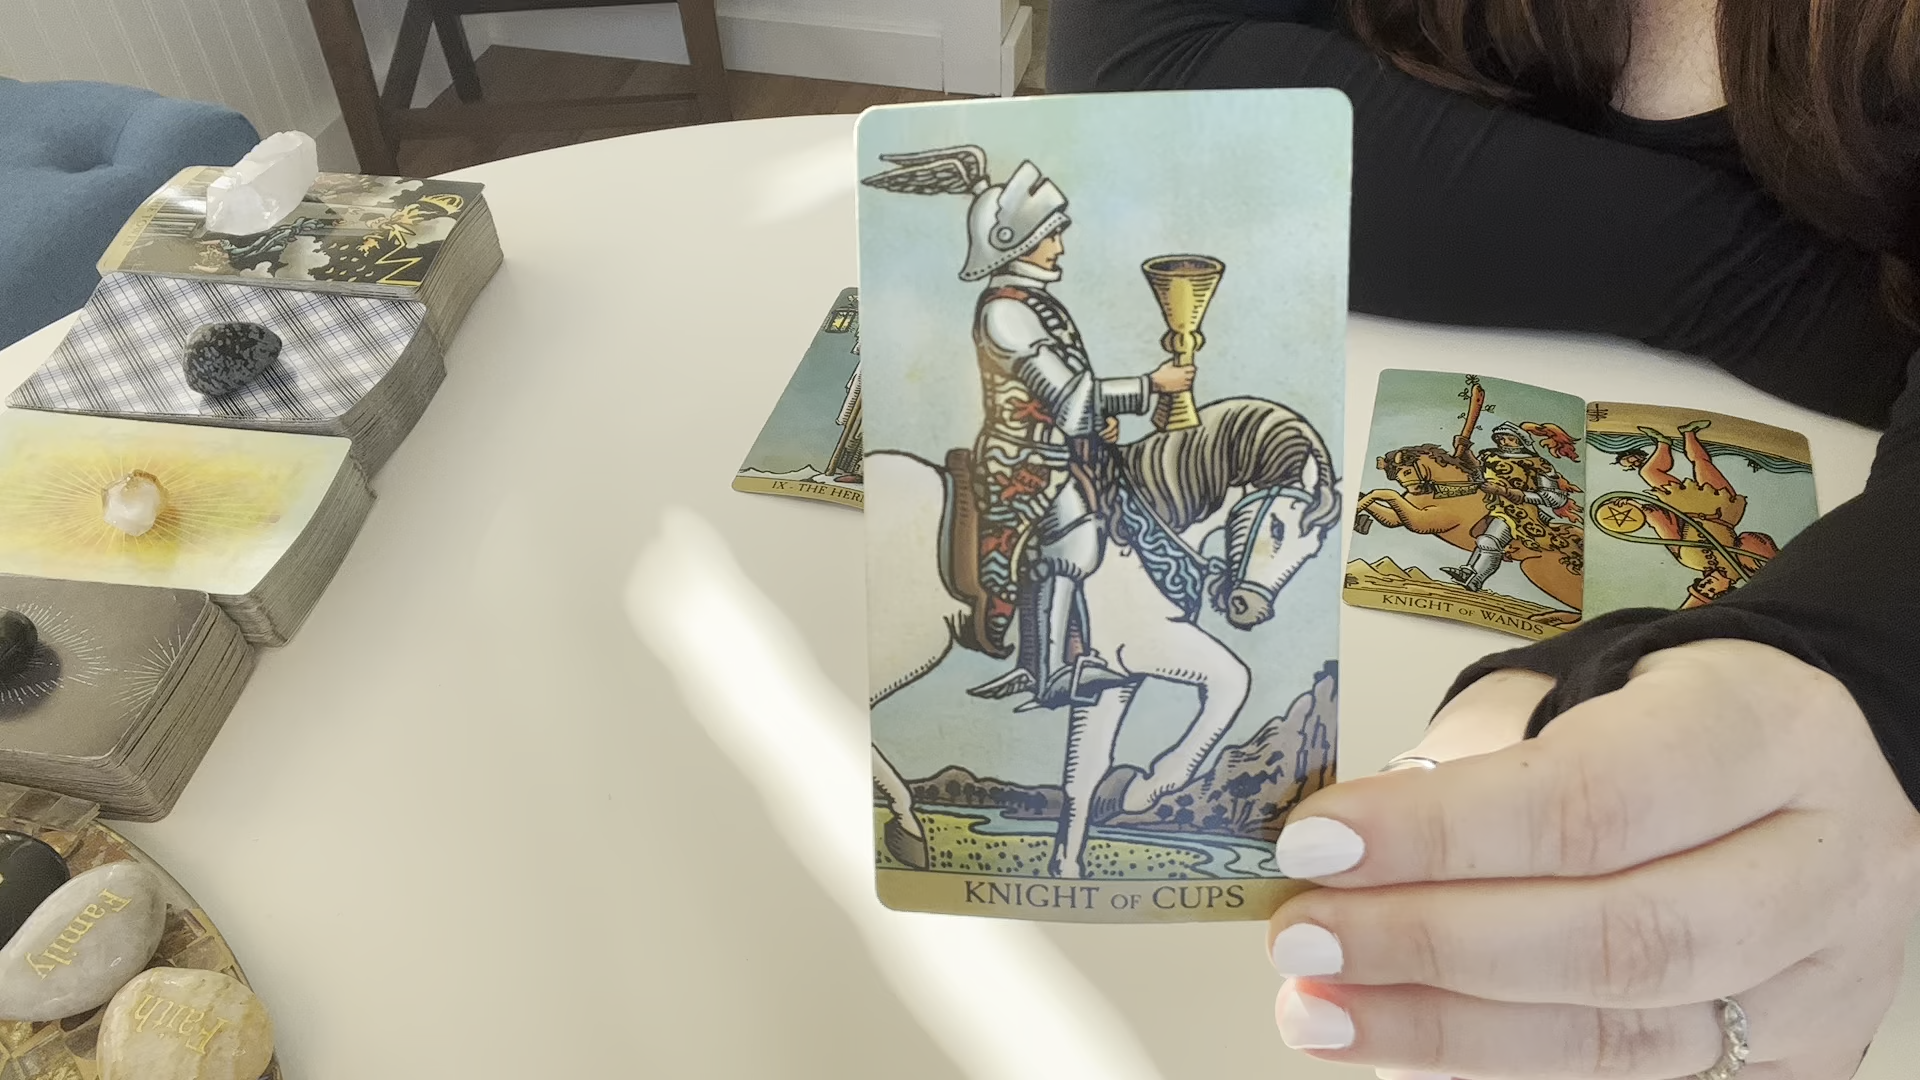 IX - THE HER
KNIGHT OF WANDS
KNIGHT OF CUPS
Family
Faith